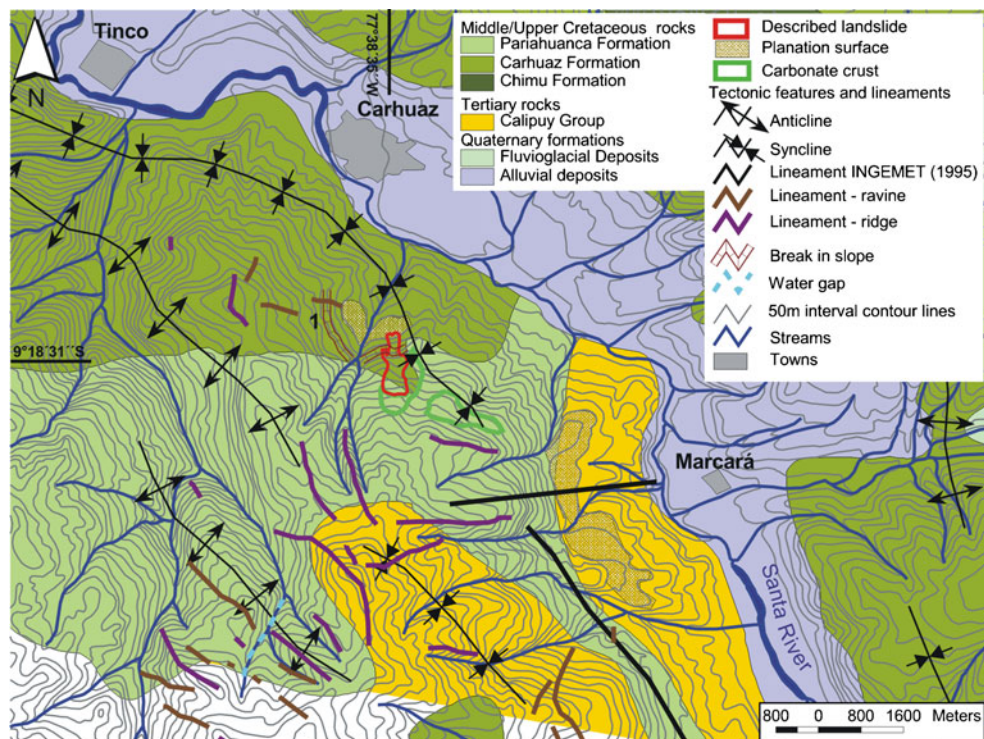 Tinco
77°38'35''W
N
Carhuaz
9°18'31''S
1
Marcará
Santa River
Middle/Upper Cretaceous rocks
Pariahuanca Formation
Carhuaz Formation
Chimu Formation
Tertiary rocks
Calipuy Group
Quaternary formations
Fluvioglacial Deposits
Alluvial deposits
Described landslide
Planation surface
Carbonate crust
Tectonic features and lineaments
Anticline
Syncline
Lineament INGEMET (1995)
Lineament - ravine
Lineament - ridge
Break in slope
Water gap
50m interval contour lines
Streams
Towns
800 0 800 1600 Meters